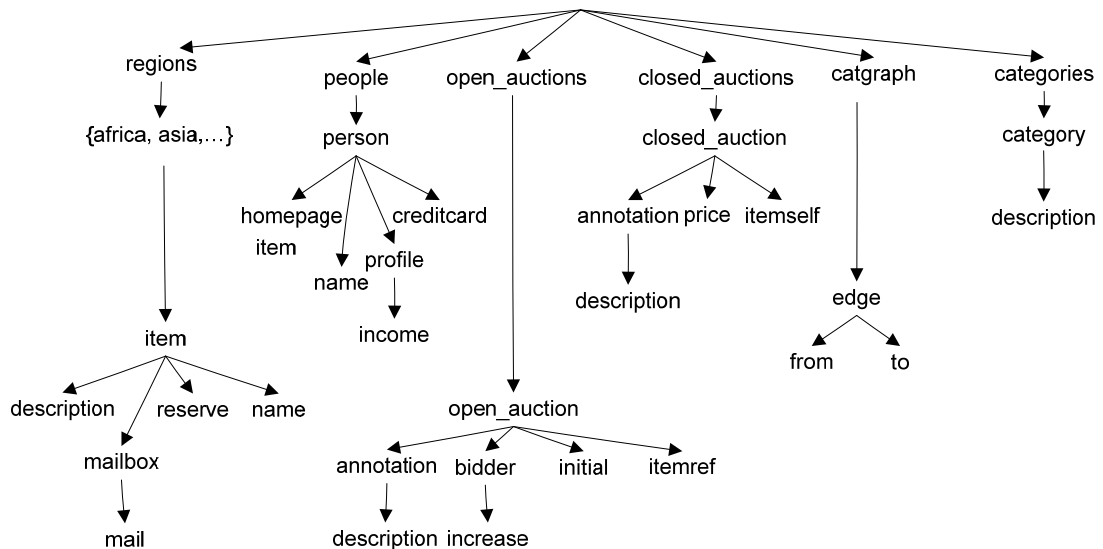 regions
people
open_auctions
closed_auctions
catgraph
categories
{africa, asia,...}
person
closed_auction
category
homepage
creditcard
annotation
price
itemself
description
item
name
profile
description
edge
income
item
from
to
description
reserve
name
open_auction
mailbox
annotation
bidder
initial
itemref
mail
description
increase